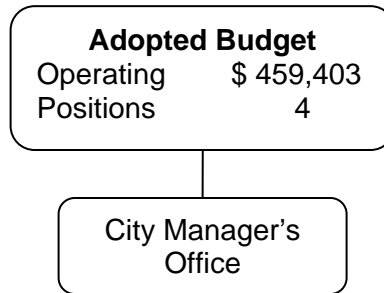 Adopted Budget
Operating $ 459,403
Positions 4
City Manager’s
Office